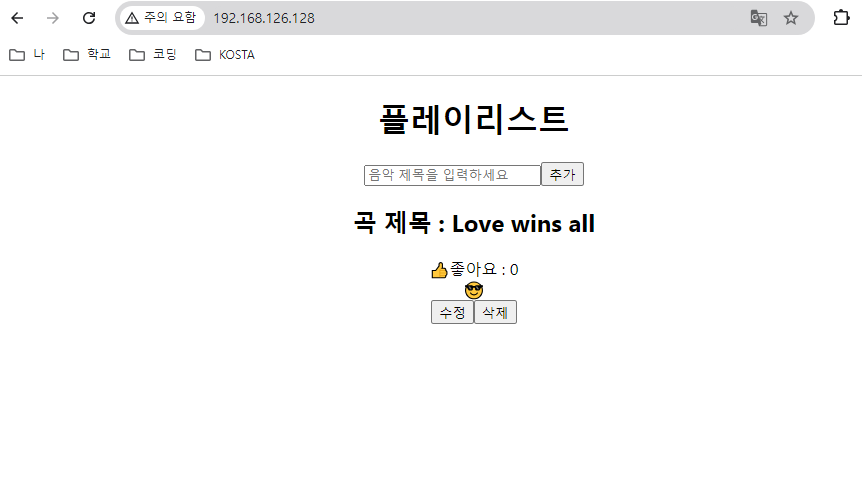 주의 요함 192.168.126.128
나 학교 코딩 KOSTA
플레이리스트
음악 제목을 입력하세요 추가
곡 제목 : Love wins all
👍좋아요 : 0
😎
수정 삭제